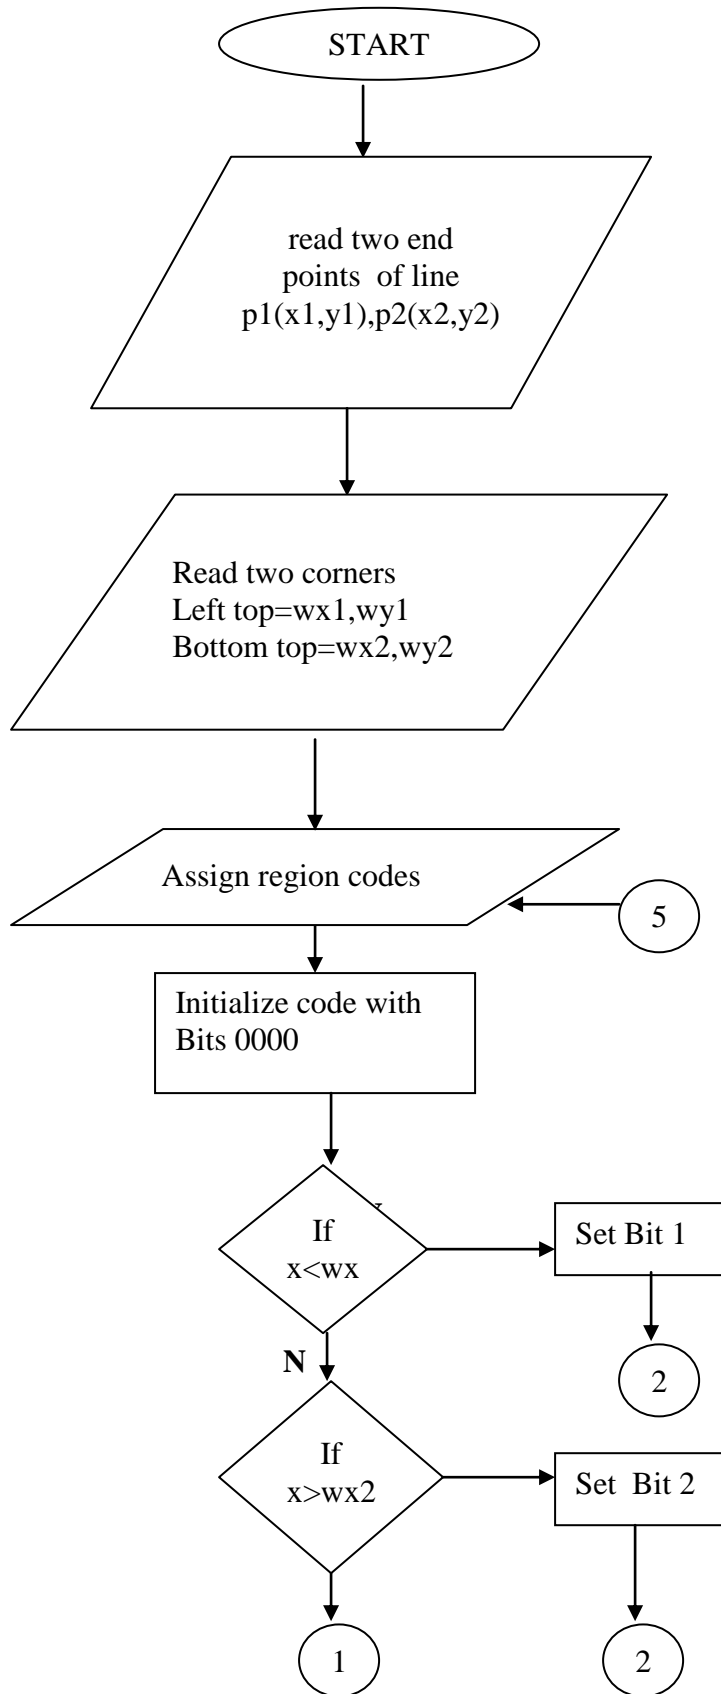 START
read two end
points of line
p1(x1,y1),p2(x2,y2)
Read two corners
Left top=wx1,wy1
Bottom top=wx2,wy2
Assign region codes
5
Initialize code with
Bits 0000
If
x<wx
Set Bit 1
N
2
If
x>wx2
Set Bit 2
1
2